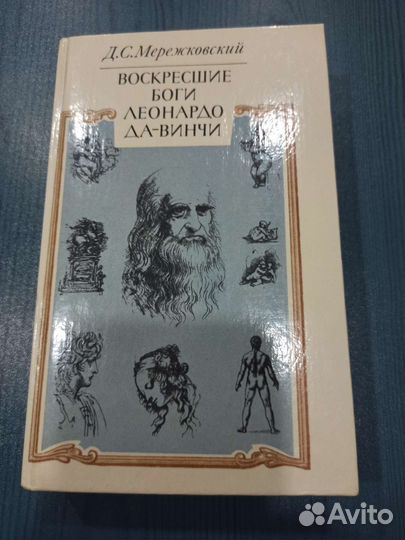 Д.С.Мережковский
ВОСКРЕСШИЕ
БОГИ
ЛЕОНАРДО
ДА-ВИНЧИ
Avito